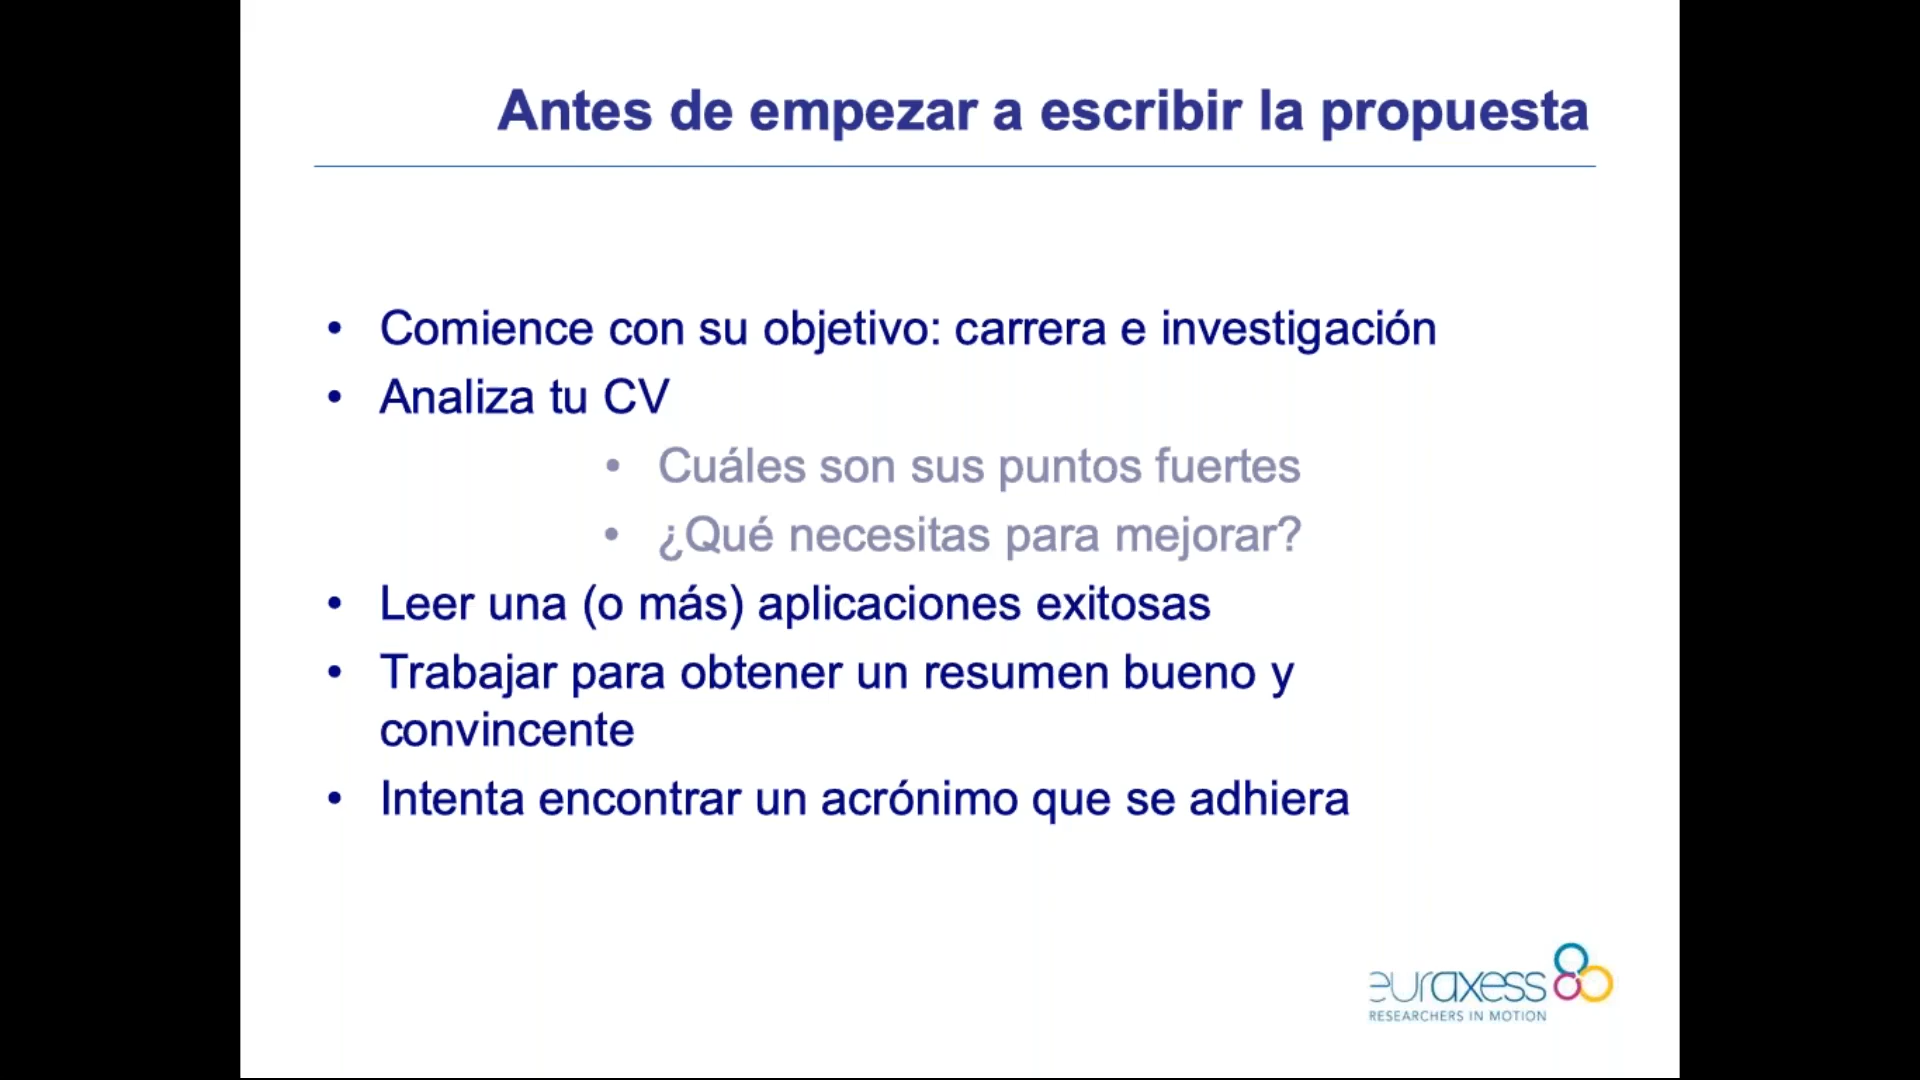 Antes de empezar a escribir la propuesta
• Comience con su objetivo: carrera e investigación
• Analiza tu CV
• Cuáles son sus puntos fuertes
• ¿Qué necesitas para mejorar?
• Leer una (o más) aplicaciones exitosas
• Trabajar para obtener un resumen bueno y
convincente
• Intenta encontrar un acrónimo que se adhiera
euraxess
RESEARCHERS IN MOTION